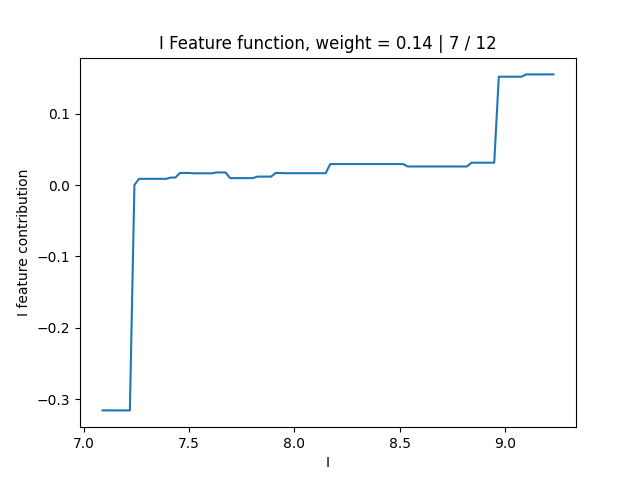 I Feature function, weight = 0.14 | 7 / 12
0.1
0.0
−0.1
−0.2
−0.3
I feature contribution
7.0 7.5 8.0 8.5 9.0
I